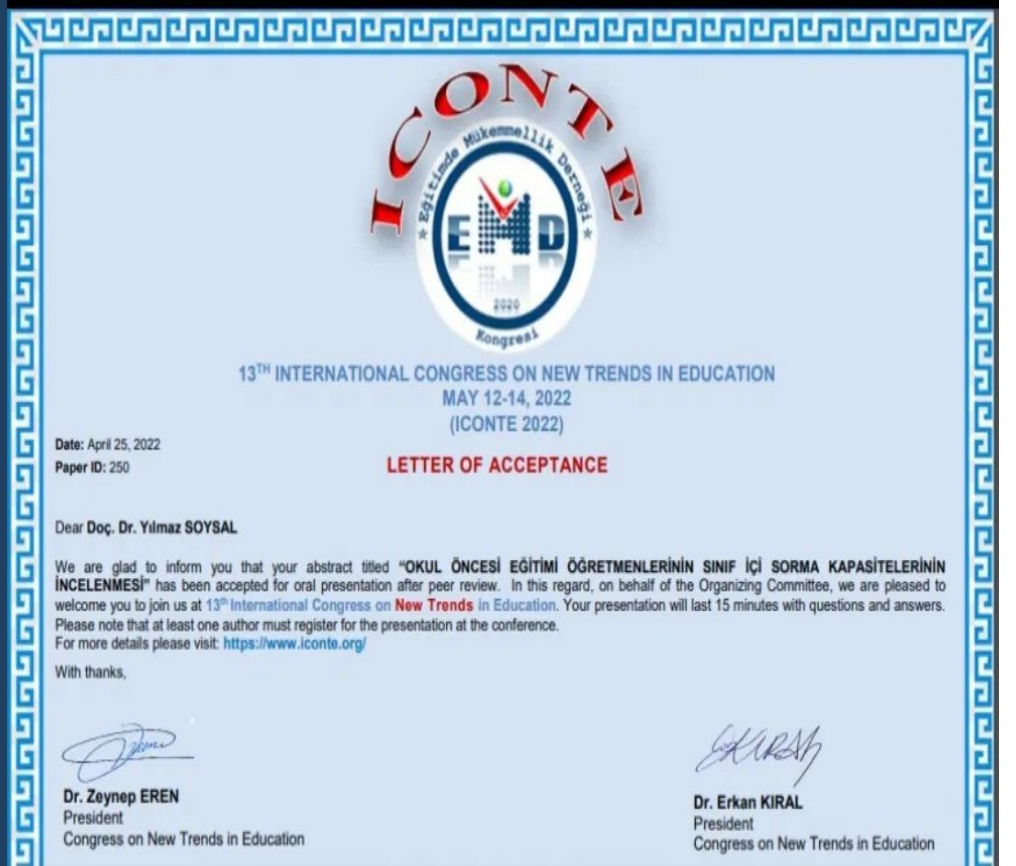 ICONTE
★ Eğitimde Mükemmellik Derneği ★
EMD
2020
Kongresi
13TH INTERNATIONAL CONGRESS ON NEW TRENDS IN EDUCATION
MAY 12-14, 2022
(ICONTE 2022)
Date: April 25, 2022
Paper ID: 250
LETTER OF ACCEPTANCE
Dear Doç. Dr. Yılmaz SOYSAL
We are glad to inform you that your abstract titled "OKUL ÖNCESİ EĞİTİMİ ÖĞRETMENLERİNİN SINIF İÇİ SORMA KAPASİTELERİNİN
İNCELENMESİ" has been accepted for oral presentation after peer review. In this regard, on behalf of the Organizing Committee, we are pleased to
welcome you to join us at 13th International Congress on New Trends in Education. Your presentation will last 15 minutes with questions and answers.
Please note that at least one author must register for the presentation at the conference.
For more details please visit: https://www.iconte.org/
With thanks,
Dr. Zeynep EREN
President
Congress on New Trends in Education
EKIRAL
Dr. Erkan KIRAL
President
Congress on New Trends in Education